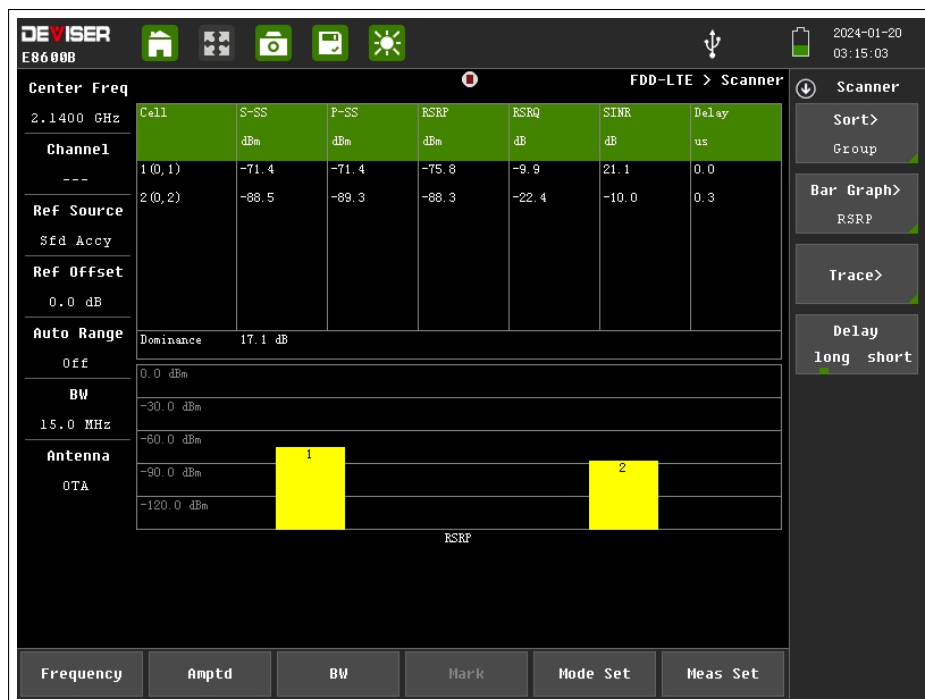 DEVISER
E8600B
2024-01-20
03:15:03
Center Freq
2.1400 GHz
Channel
---
Ref Source
Sfd Accy
Ref Offset
0.0 dB
Auto Range
Off
BW
15.0 MHz
Antenna
OTA
FDD-LTE > Scanner
Cell S-SS P-SS RSRP RSRQ SINR Delay
dBm dBm dBm dB dB us
1(0,1) -71.4 -71.4 -75.8 -9.9 21.1 0.0
2(0,2) -88.5 -89.3 -88.3 -22.4 -10.0 0.3
Dominance 17.1 dB
0.0 dBm
-30.0 dBm
-60.0 dBm
1
2
-90.0 dBm
-120.0 dBm
RSRP
Scanner
Sort>
Group
Bar Graph>
RSRP
Trace>
Delay
long short
Frequency Amptd BW Mark Mode Set Meas Set